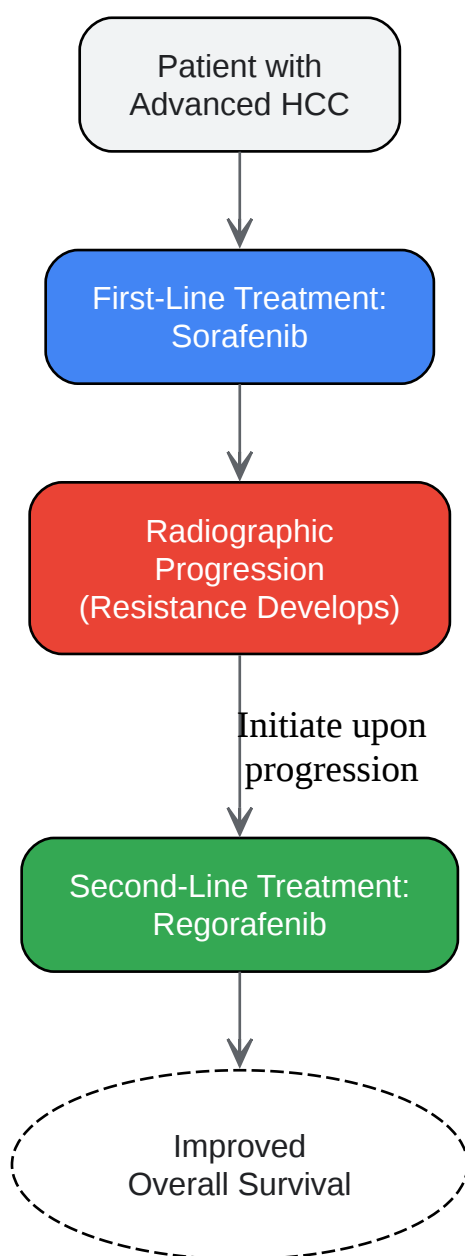 Patient with
Advanced HCC
First-Line Treatment:
Sorafenib
Radiographic
Progression
(Resistance Develops)
Initiate upon
progression
Second-Line Treatment:
Regorafenib
Improved
Overall Survival